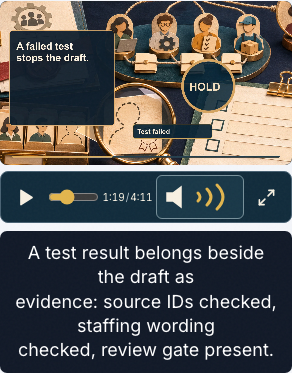 A failed test
stops the draft.
HOLD
Test failed
1:19/4:11
A test result belongs beside
the draft as
evidence: source IDs checked,
staffing wording
checked, review gate present.